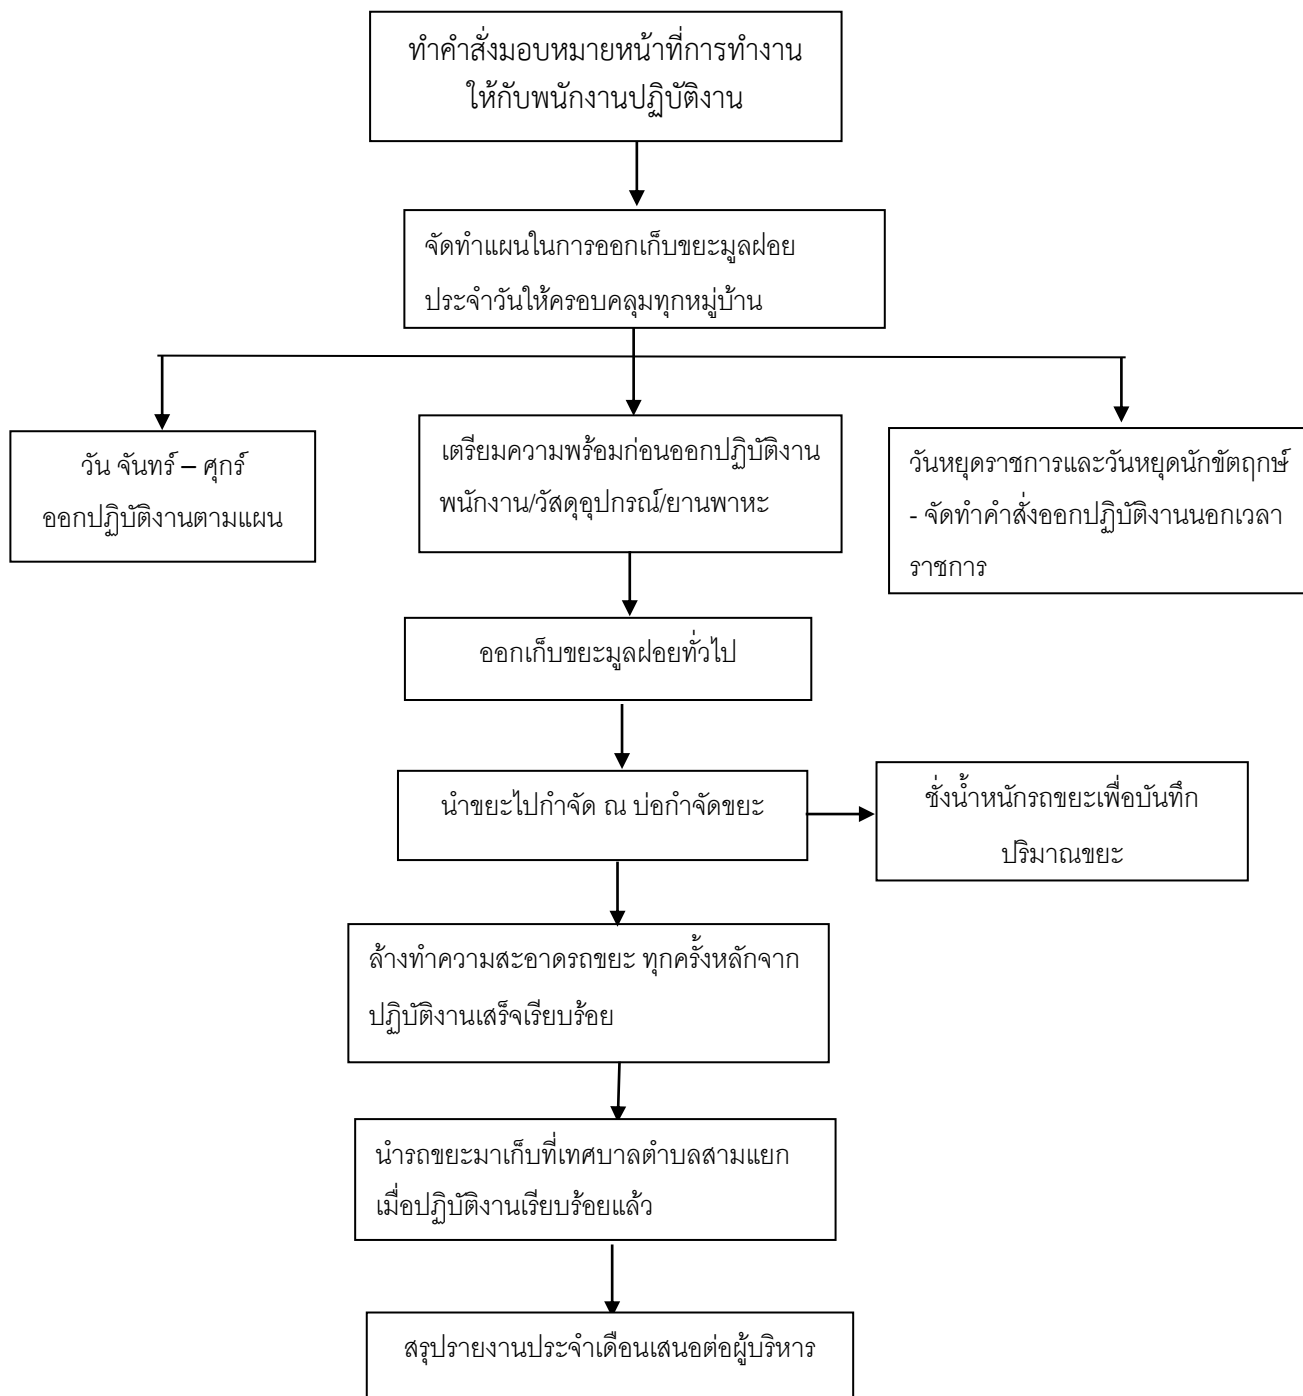 ทำคำสั่งมอบหมายหน้าที่การทำงาน
ให้กับพนักงานปฏิบัติงาน
จัดทำแผนในการออกเก็บขยะมูลฝอย
ประจำวันให้ครอบคลุมทุกหมู่บ้าน
วัน จันทร์ – ศุกร์
ออกปฏิบัติงานตามแผน
เตรียมความพร้อมก่อนออกปฏิบัติงาน
พนักงาน/วัสดุอุปกรณ์/ยานพาหะ
วันหยุดราชการและวันหยุดนักขัตฤกษ์
- จัดทำคำสั่งออกปฏิบัติงานนอกเวลา
ราชการ
ออกเก็บขยะมูลฝอยทั่วไป
นำขยะไปกำจัด ณ บ่อกำจัดขยะ
ชั่งน้ำหนักรถขยะเพื่อบันทึก
ปริมาณขยะ
ล้างทำความสะอาดรถขยะ ทุกครั้งหลักจาก
ปฏิบัติงานเสร็จเรียบร้อย
นำรถขยะมาเก็บที่เทศบาลตำบลสามแยก
เมื่อปฏิบัติงานเรียบร้อยแล้ว
สรุปรายงานประจำเดือนเสนอต่อผู้บริหาร